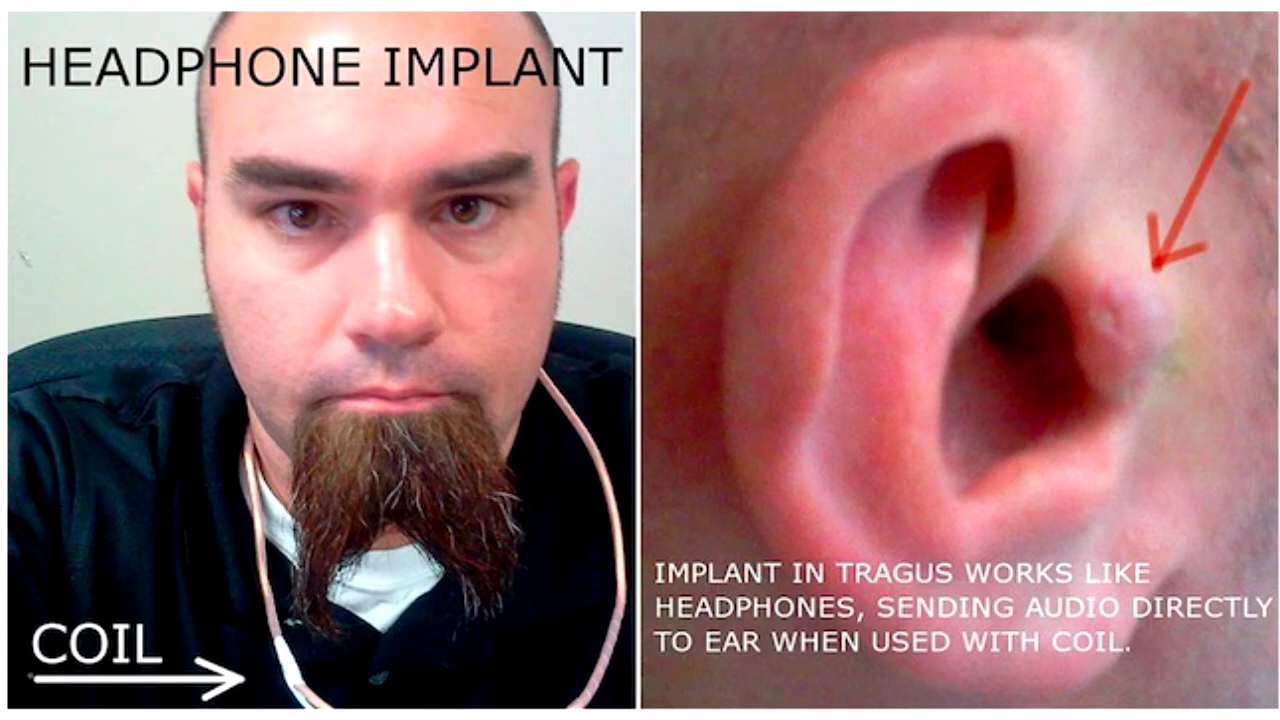 HEADPHONE IMPLANT
COIL
IMPLANT IN TRAGUS WORKS LIKE
HEADPHONES, SENDING AUDIO DIRECTLY
TO EAR WHEN USED WITH COIL.